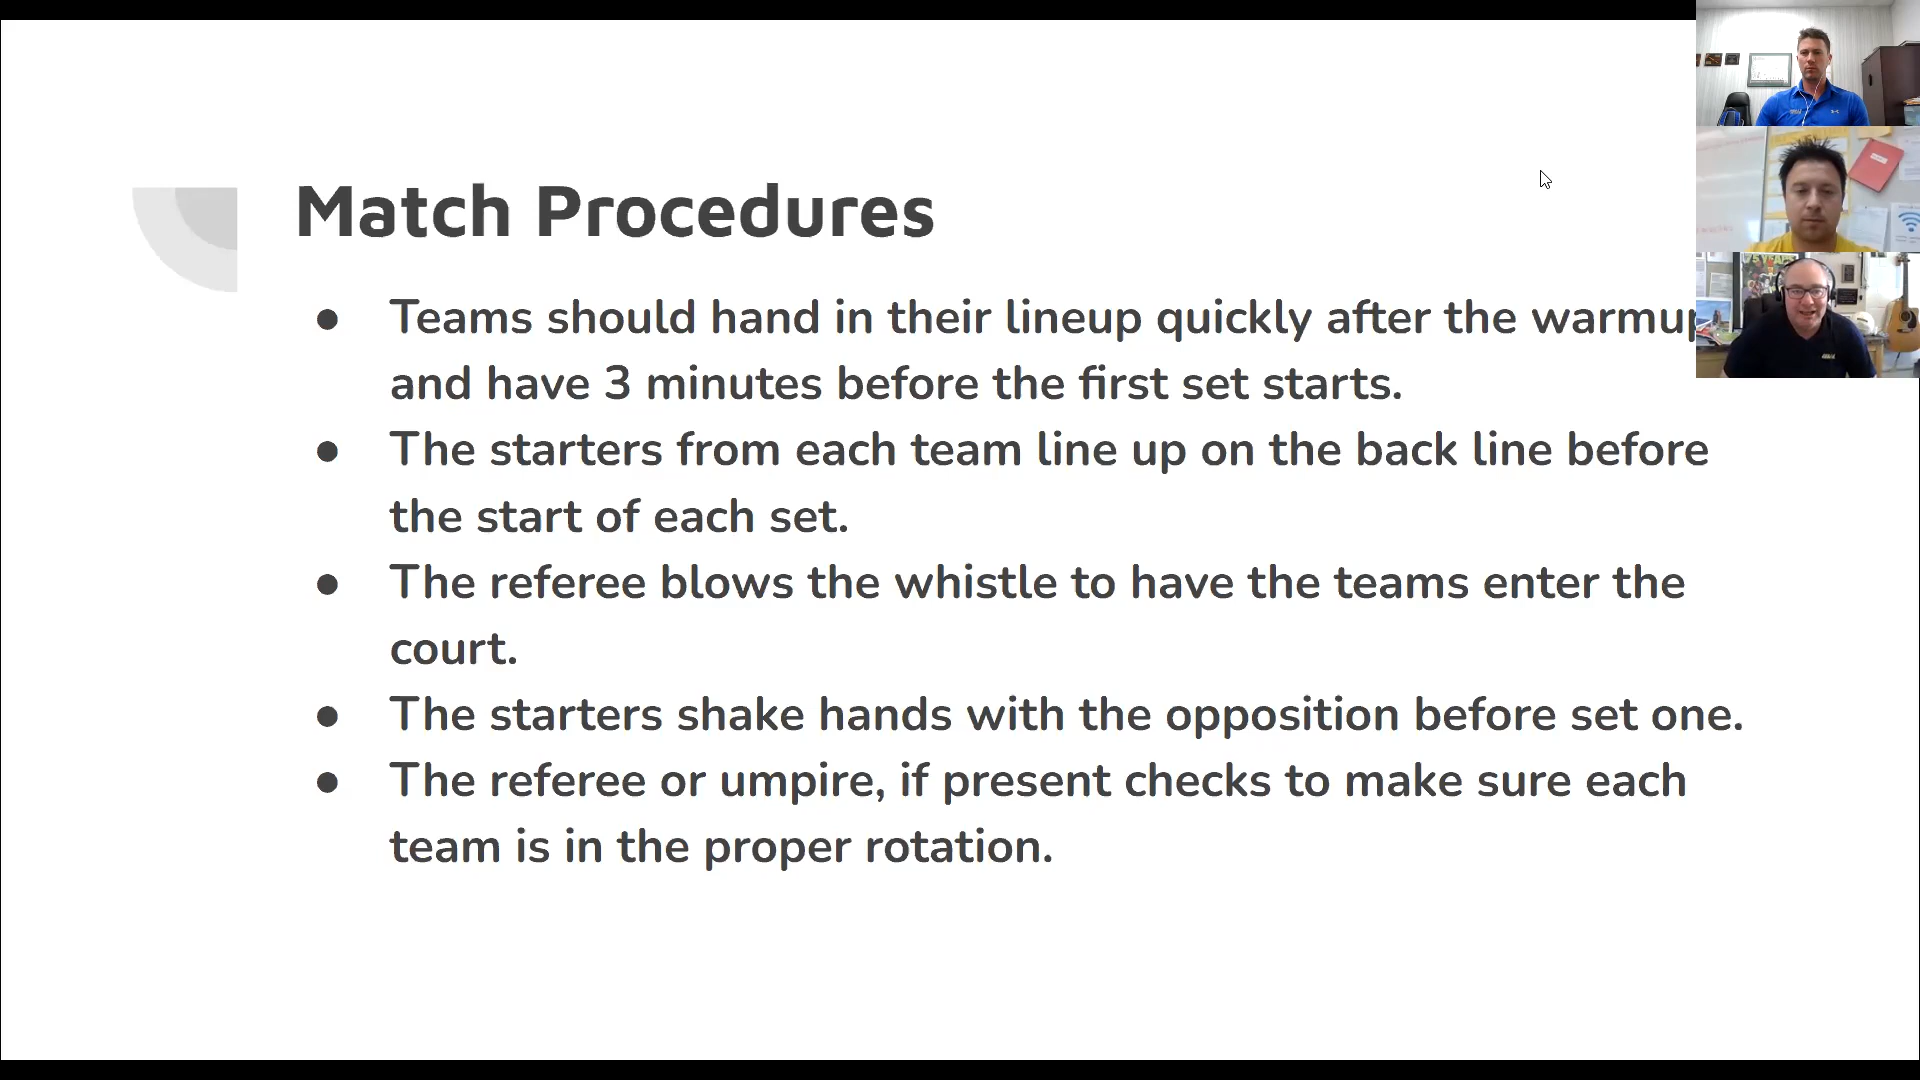 Match Procedures
● Teams should hand in their lineup quickly after the warmup
and have 3 minutes before the first set starts.
● The starters from each team line up on the back line before
the start of each set.
● The referee blows the whistle to have the teams enter the
court.
● The starters shake hands with the opposition before set one.
● The referee or umpire, if present checks to make sure each
team is in the proper rotation.